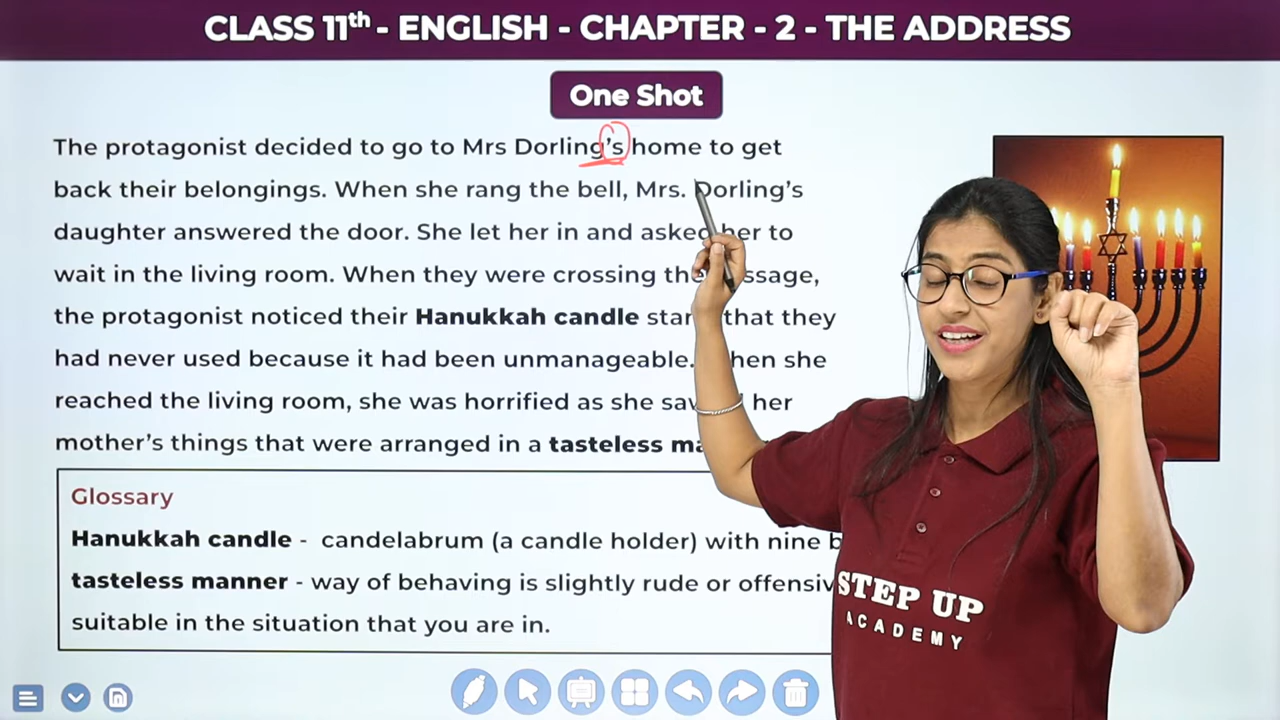 CLASS 11th - ENGLISH - CHAPTER - 2 - THE ADDRESS
One Shot
The protagonist decided to go to Mrs Dorling's home to get
back their belongings. When she rang the bell, Mrs. Dorling's
daughter answered the door. She let her in and asked her to
wait in the living room. When they were crossing the
the protagonist noticed their Hanukkah candle that they
had never used because it had been unmanageable. she
reached the living room, she was horrified as she her
mother's things that were arranged in a tasteless
Glossary
Hanukkah candle - candelabrum (a candle holder) with nine
tasteless manner - way of behaving is slightly rude or
suitable in the situation that you are in.
STEP UP
ACADEMY